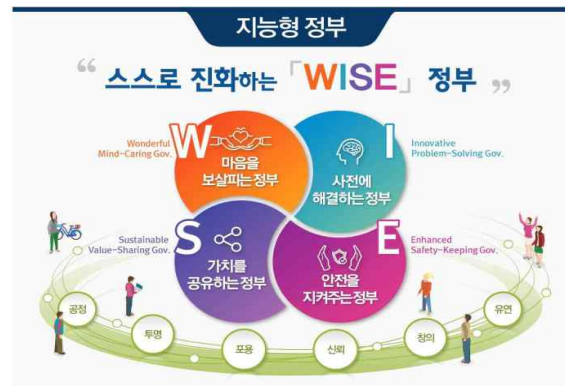 지능형 정부
“ 스스로 진화하는 「WISE」 정부 ”
Wonderful
Mind-Caring Gov.
W
마음을
보살피는 정부
I
Innovative
Problem-Solving Gov.
사전에
해결하는 정부
Sustainable
Value-Sharing Gov.
S
가치를
공유하는 정부
E
Enhanced
Safety-Keeping Gov.
안전을
지켜주는 정부
공정
투명
포용
신뢰
창의
유연